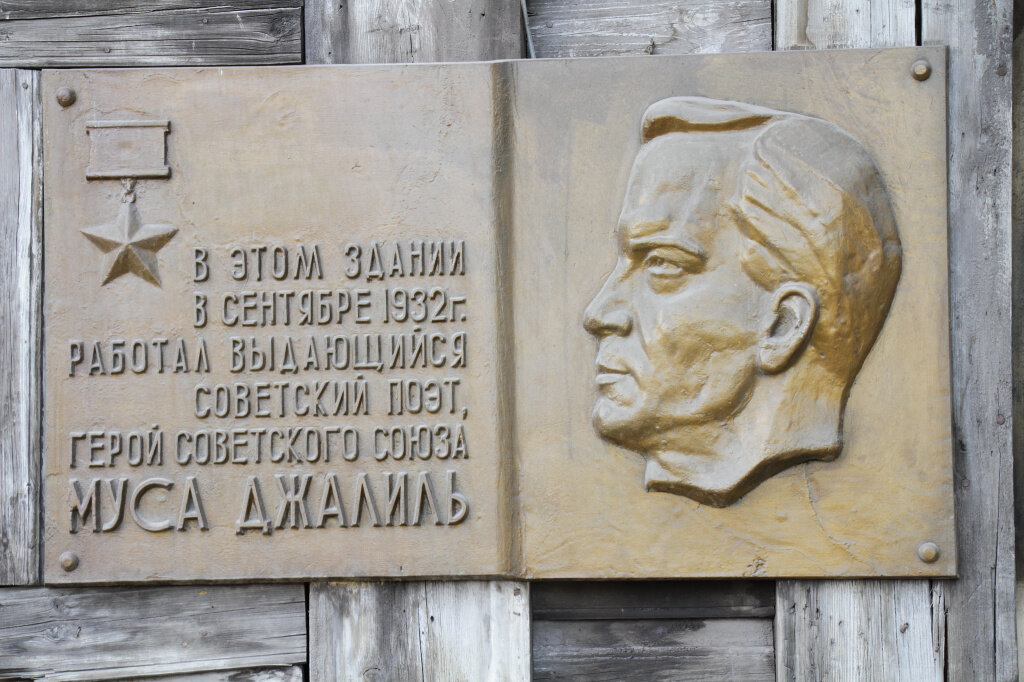 В ЭТОМ ЗДАНИИ
В СЕНТЯБРЕ 1932г.
РАБОТАЛ ВЫДАЮЩИЙСЯ
СОВЕТСКИЙ ПОЭТ,
ГЕРОЙ СОВЕТСКОГО СОЮЗА
МУСА ДЖАЛИЛЬ